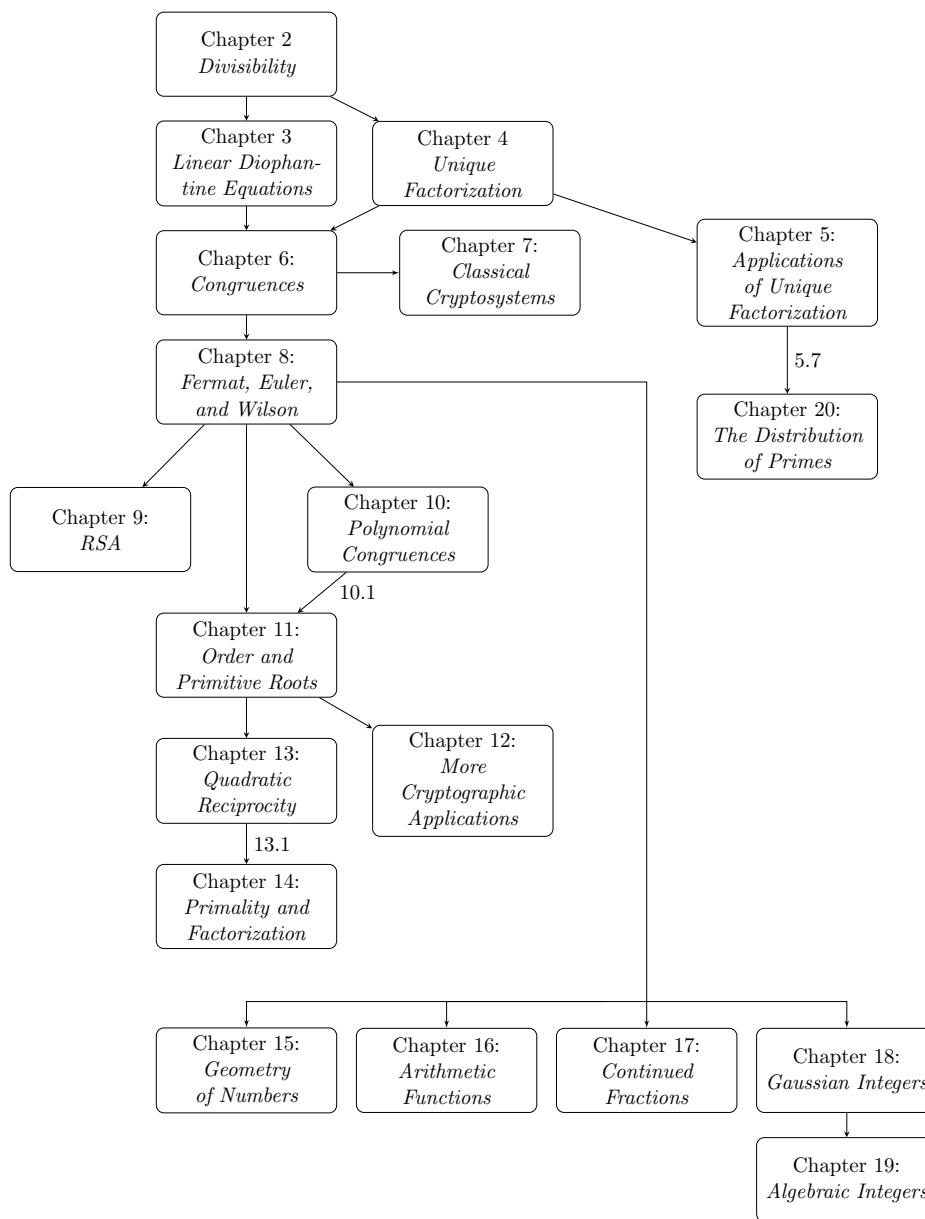 Chapter 2
Divisibility
Chapter 3
Linear Diophan-
tine Equations
Chapter 4
Unique
Factorization
Chapter 6:
Congruences
Chapter 7:
Classical
Cryptosystems
Chapter 5:
Applications
of Unique
Factorization
5.7
Chapter 8:
Fermat, Euler,
and Wilson
Chapter 20:
The Distribution
of Primes
Chapter 9:
RSA
Chapter 10:
Polynomial
Congruences
10.1
Chapter 11:
Order and
Primitive Roots
Chapter 13:
Quadratic
Reciprocity
Chapter 12:
More
Cryptographic
Applications
13.1
Chapter 14:
Primality and
Factorization
Chapter 15:
Geometry
of Numbers
Chapter 16:
Arithmetic
Functions
Chapter 17:
Continued
Fractions
Chapter 18:
Gaussian Integers
Chapter 19:
Algebraic Integers